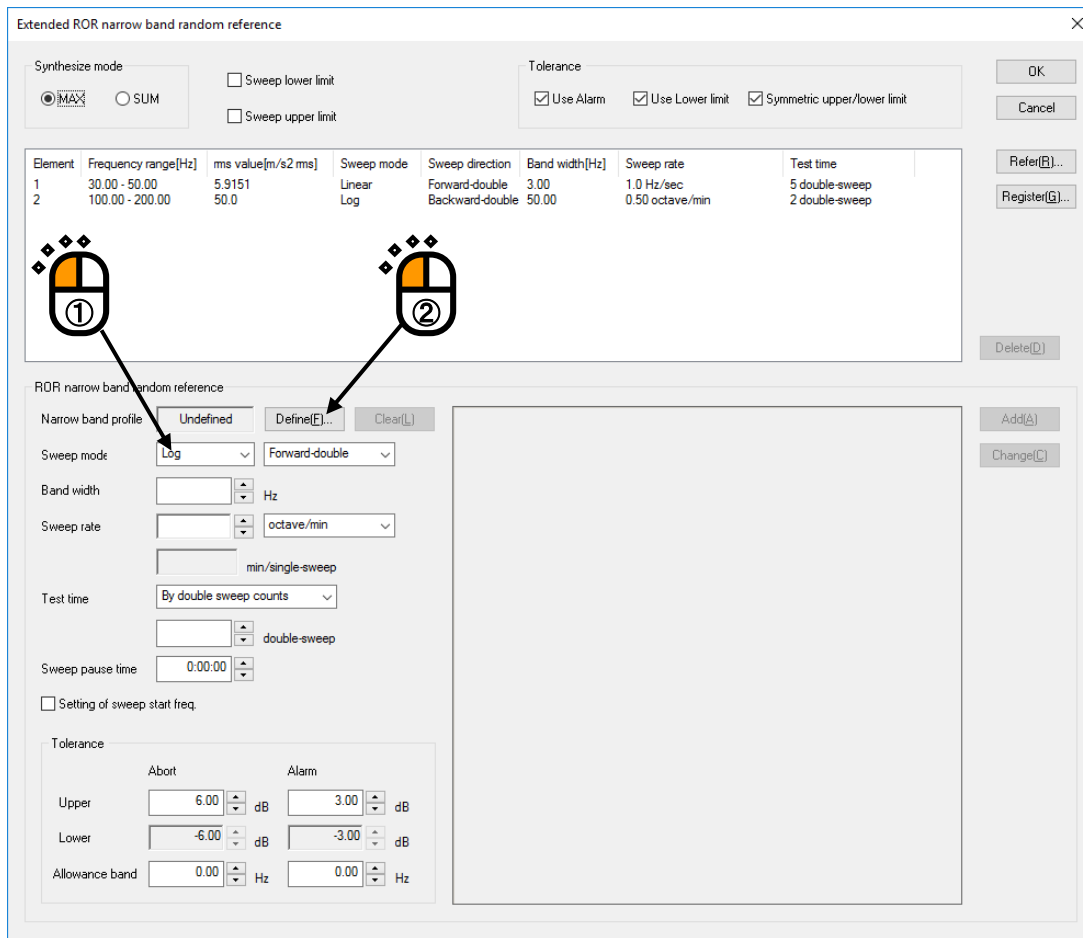 Extended ROR narrow band random reference
Synthesize mode
MAX
SUM
Sweep lower limit
Sweep upper limit
Tolerance
Use Alarm
Use Lower limit
Symmetric upper/lower limit
OK
Cancel
Refer(R)...
Register(G)...
Element Frequency range[Hz] rms value[m/s2 rms] Sweep mode Sweep direction Band width[Hz] Sweep rate Test time
1 30.00 - 50.00 5.9151 Linear Forward-double 3.00 1.0 Hz/sec 5 double-sweep
2 100.00 - 200.00 50.0 Log Backward-double 50.00 0.50 octave/min 2 double-sweep
①
②
Delete(D)
ROR narrow band random reference
Narrow band profile Undefined Define(F)... Clear(L)
Add(A)
Sweep mode Log Forward-double
Change(C)
Band width Hz
Sweep rate octave/min
min/single-sweep
Test time By double sweep counts
double-sweep
Sweep pause time 0:00:00
Setting of sweep start freq.
Tolerance
Abort Alarm
Upper 6.00 dB 3.00 dB
Lower -6.00 dB -3.00 dB
Allowance band 0.00 Hz 0.00 Hz